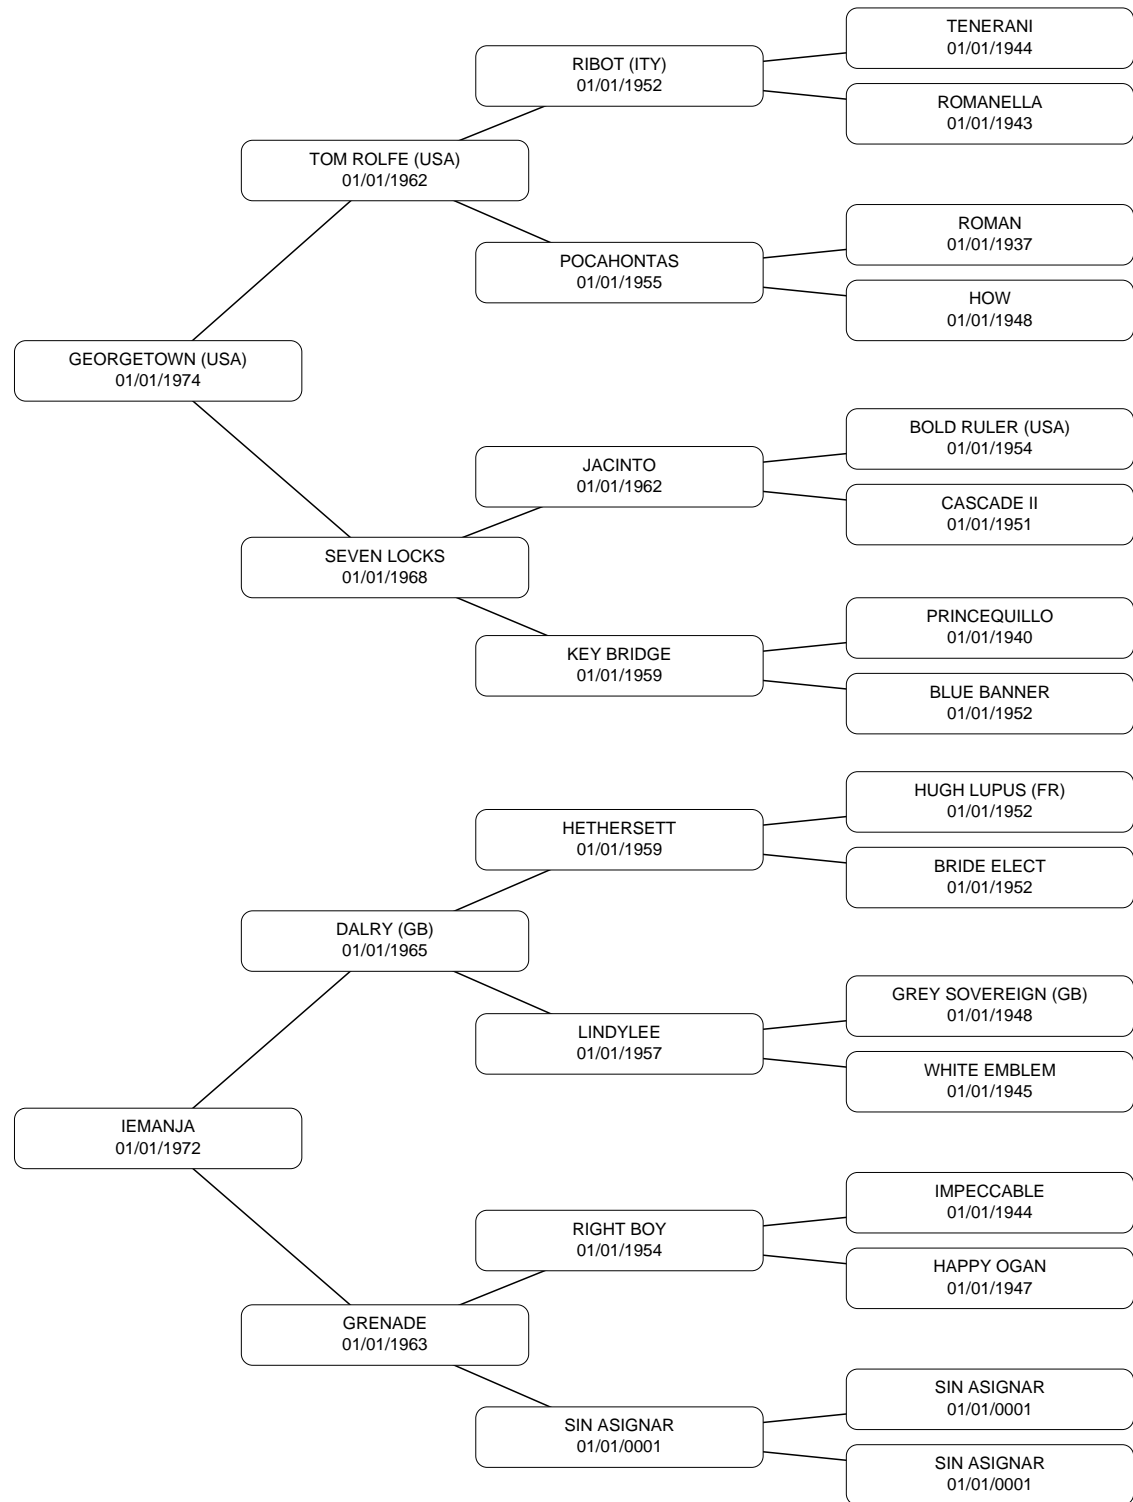 TENERANI
01/01/1944
RIBOT (ITY)
01/01/1952
ROMANELLA
01/01/1943
TOM ROLFE (USA)
01/01/1962
ROMAN
01/01/1937
POCAHONTAS
01/01/1955
HOW
01/01/1948
GEORGETOWN (USA)
01/01/1974
BOLD RULER (USA)
01/01/1954
JACINTO
01/01/1962
CASCADE II
01/01/1951
SEVEN LOCKS
01/01/1968
PRINCEQUILLO
01/01/1940
KEY BRIDGE
01/01/1959
BLUE BANNER
01/01/1952
HUGH LUPUS (FR)
01/01/1952
HETHERSETT
01/01/1959
BRIDE ELECT
01/01/1952
DALRY (GB)
01/01/1965
GREY SOVEREIGN (GB)
01/01/1948
LINDYLEE
01/01/1957
WHITE EMBLEM
01/01/1945
IEMANJA
01/01/1972
IMPECCABLE
01/01/1944
RIGHT BOY
01/01/1954
HAPPY OGAN
01/01/1947
GRENADE
01/01/1963
SIN ASIGNAR
01/01/0001
SIN ASIGNAR
01/01/0001
SIN ASIGNAR
01/01/0001